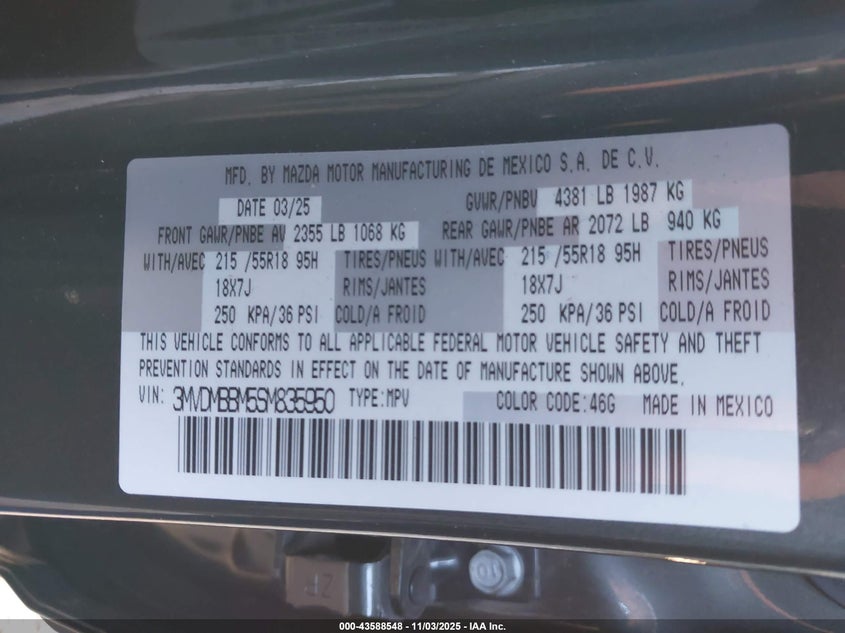 MFD. BY MAZDA MOTOR MANUFACTURING DE MEXICO S.A. DE C.V.
DATE 03/25 GVWR/PNBV 4381 LB 1987 KG
FRONT GAWR/PNBE AV 2355 LB 1068 KG REAR GAWR/PNBE AR 2072 LB 940 KG
WITH/AVEC 215 /55R18 95H TIRES/PNEUS WITH/AVEC 215 /55R18 95H TIRES/PNEUS
18X7J RIMS/JANTES 18X7J RIMS/JANTES
250 KPA/36 PSI COLD/A FROID 250 KPA/36 PSI COLD/A FROID
THIS VEHICLE CONFORMS TO ALL APPLICABLE FEDERAL MOTOR VEHICLE SAFETY AND THEFT
PREVENTION STANDARDS IN EFFECT ON THE DATE OF MANUFACTURE SHOWN ABOVE.
VIN: 3MVDMBBM5SM835950 TYPE:MPV COLOR CODE:46G MADE IN MEXICO
ZP
10
000-43588548 - 11/03/2025 - IAA Inc.